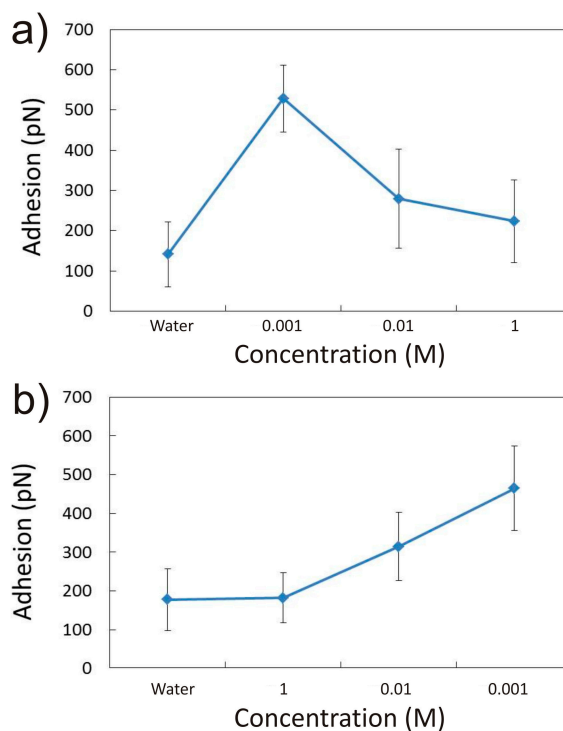 a)
Adhesion (pN)
700
600
500
400
300
200
100
0
Water 0.001 0.01 1
Concentration (M)
b)
Adhesion (pN)
700
600
500
400
300
200
100
0
Water 1 0.01 0.001
Concentration (M)